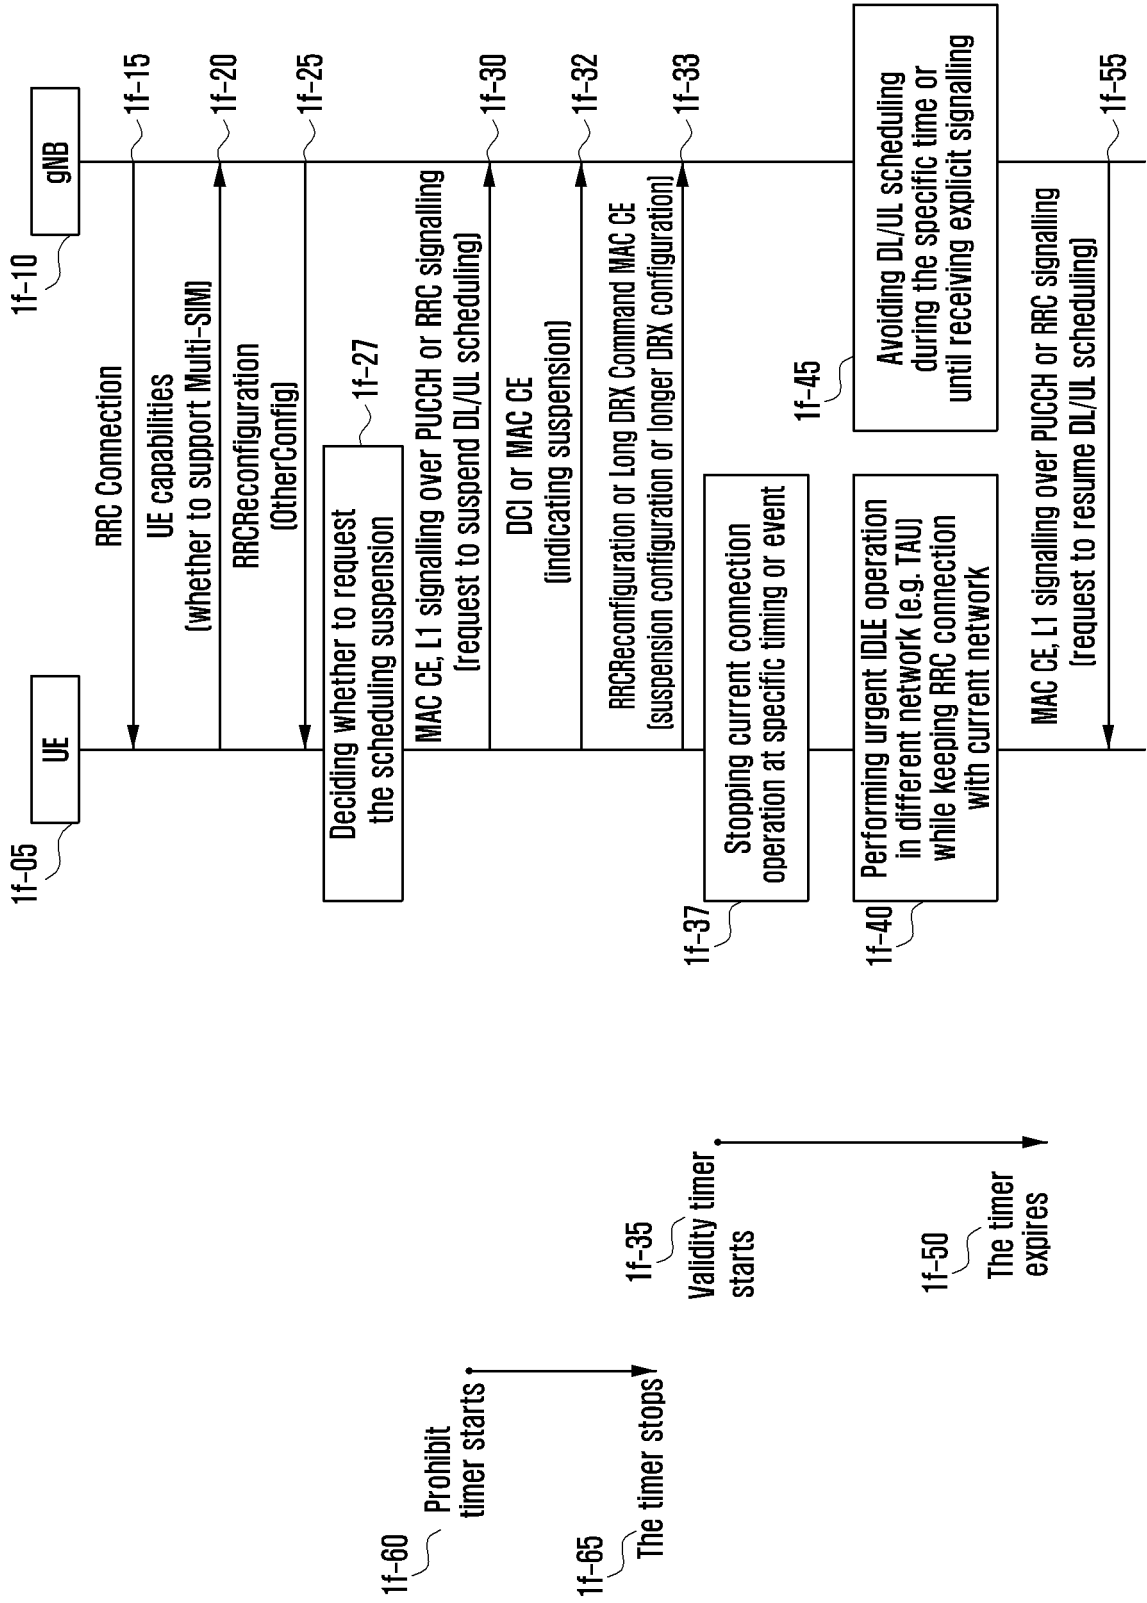 1f-05
UE
1f-10
gNB
RRC Connection
1f-15
UE capabilities
(whether to support Multi-SIM)
1f-20
RRCReconfiguration
(OtherConfig)
1f-25
Deciding whether to request
the scheduling suspension
1f-27
MAC CE, L1 signalling over PUCCH or RRC signalling
(request to suspend DL/UL scheduling)
1f-30
1f-60
Prohibit
timer starts
DCI or MAC CE
(indicating suspension)
1f-32
RRCReconfiguration or Long DRX Command MAC CE
(suspension configuration or longer DRX configuration)
1f-33
1f-65
The timer stops
1f-35
Validity timer
starts
1f-37
Stopping current connection
operation at specific timing or event
1f-40
Performing urgent IDLE operation
in different network (e.g. TAU)
while keeping RRC connection
with current network
1f-45
Avoiding DL/UL scheduling
during the specific time or
until receiving explicit signalling
1f-50
The timer
expires
MAC CE, L1 signalling over PUCCH or RRC signalling
(request to resume DL/UL scheduling)
1f-55